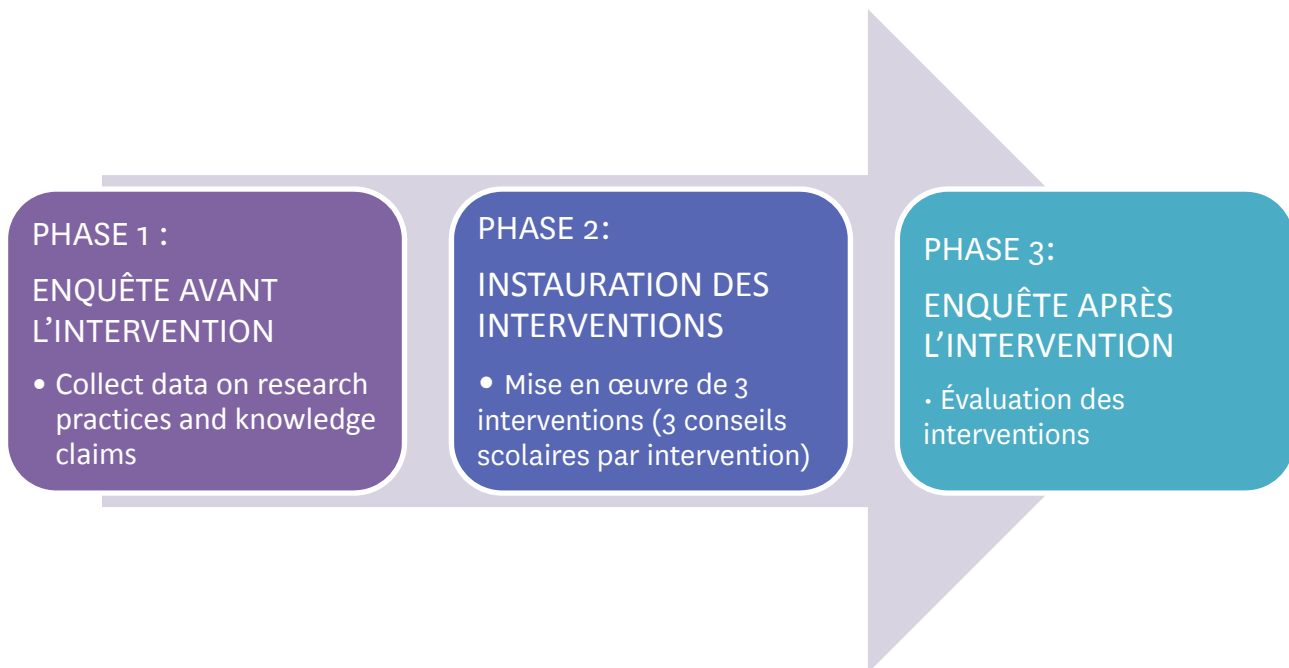 PHASE 1 :
ENQUÊTE AVANT
L’INTERVENTION
• Collect data on research
practices and knowledge
claims
PHASE 2:
INSTAURATION DES
INTERVENTIONS
• Mise en œuvre de 3
interventions (3 conseils
scolaires par intervention)
PHASE 3:
ENQUÊTE APRÈS
L’INTERVENTION
· Évaluation des
interventions